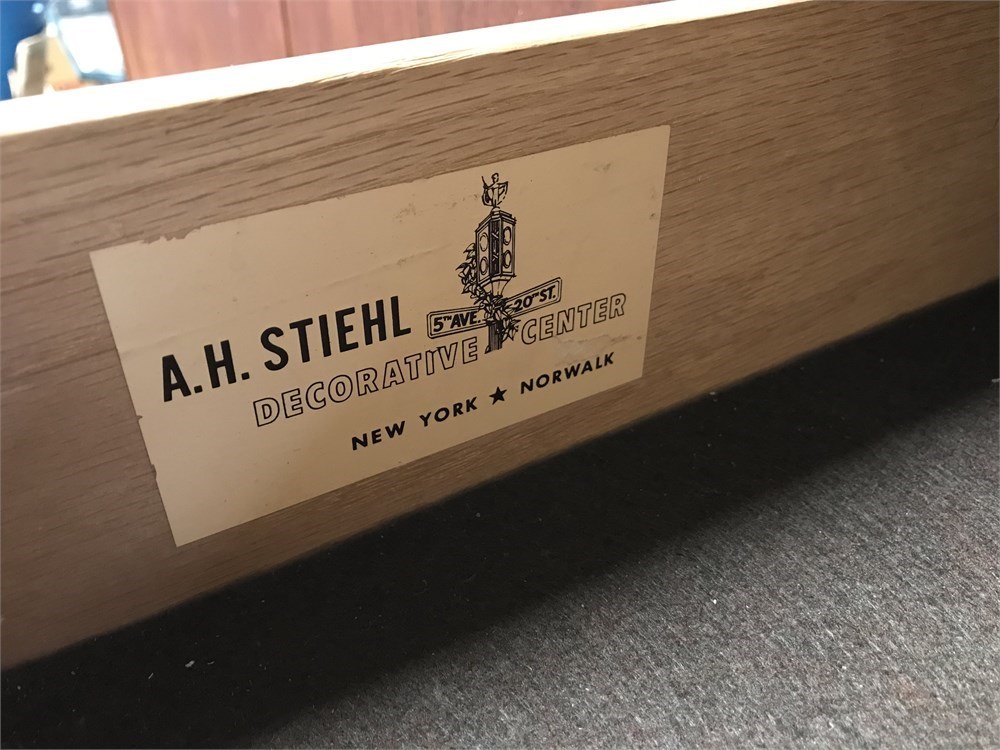 5TH AVE. 20TH ST.
A.H. STIEHL
DECORATIVE CENTER
NEW YORK ★ NORWALK